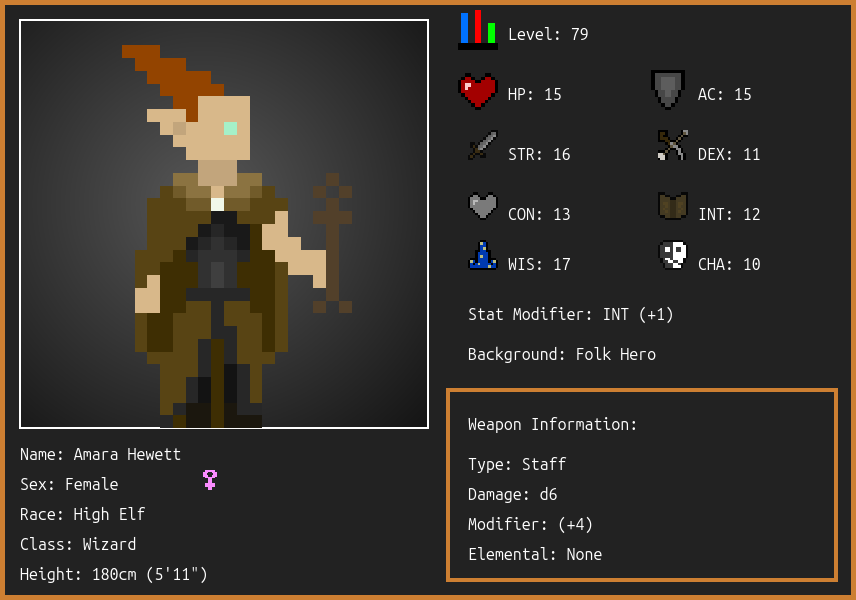 Level: 79
HP: 15
AC: 15
STR: 16
DEX: 11
CON: 13
INT: 12
WIS: 17
CHA: 10
Stat Modifier: INT (+1)
Background: Folk Hero
Weapon Information:
Type: Staff
Damage: d6
Modifier: (+4)
Elemental: None
Name: Amara Hewett
Sex: Female
Race: High Elf
Class: Wizard
Height: 180cm (5'11")